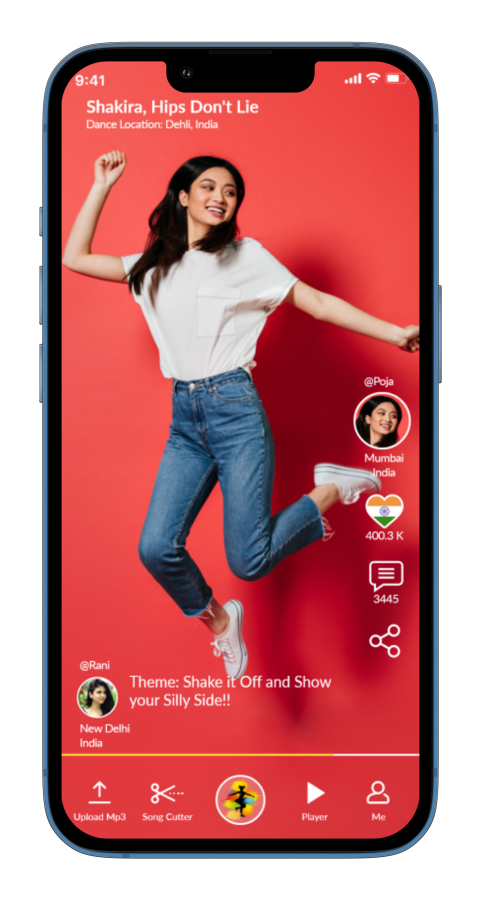 9:41
Shakira, Hips Don't Lie
Dance Location: Dehli, India
@Poja
Mumbai
India
400.3 K
3445
@Rani
Theme: Shake it Off and Show
your Silly Side!!
New Delhi
India
Upload Mp3
Song Cutter
Player
Me